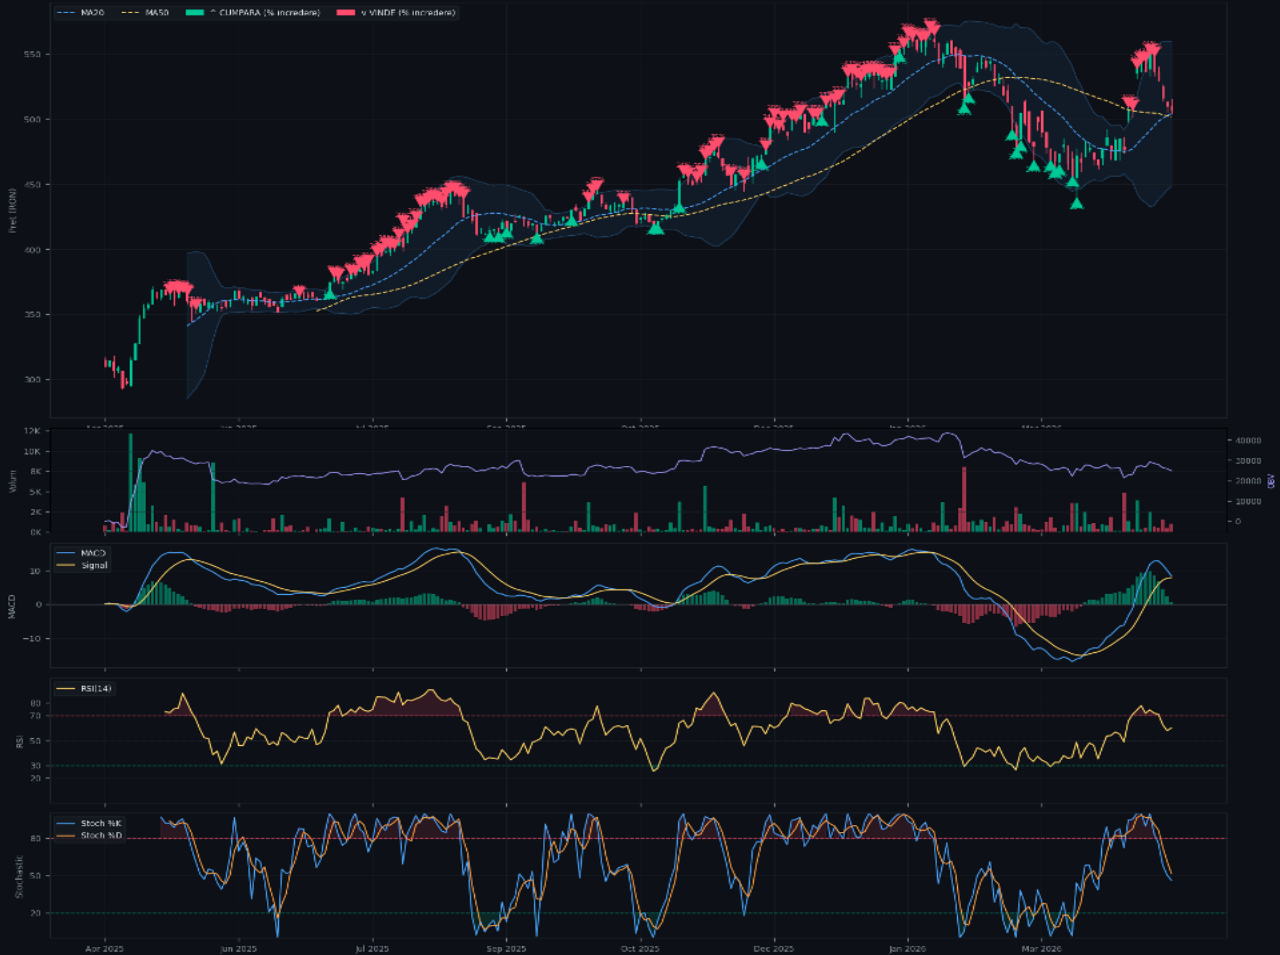 MA20 MA50 ^ CUMPARA (% incredere) v VINDE (% incredere)
550
500
450
400
350
300
Pret (RON)
12K
10K
8K
5K
2K
0K
Volum
40000
30000
20000
10000
0
OBV
MACD
Signal
10
0
−10
MACD
RSI(14)
80
70
50
30
20
RSI
Stoch %K
Stoch %D
80
50
20
Stochastic
Apr 2025 Jun 2025 Jul 2025 Sep 2025 Oct 2025 Dec 2025 Jan 2026 Mar 2026